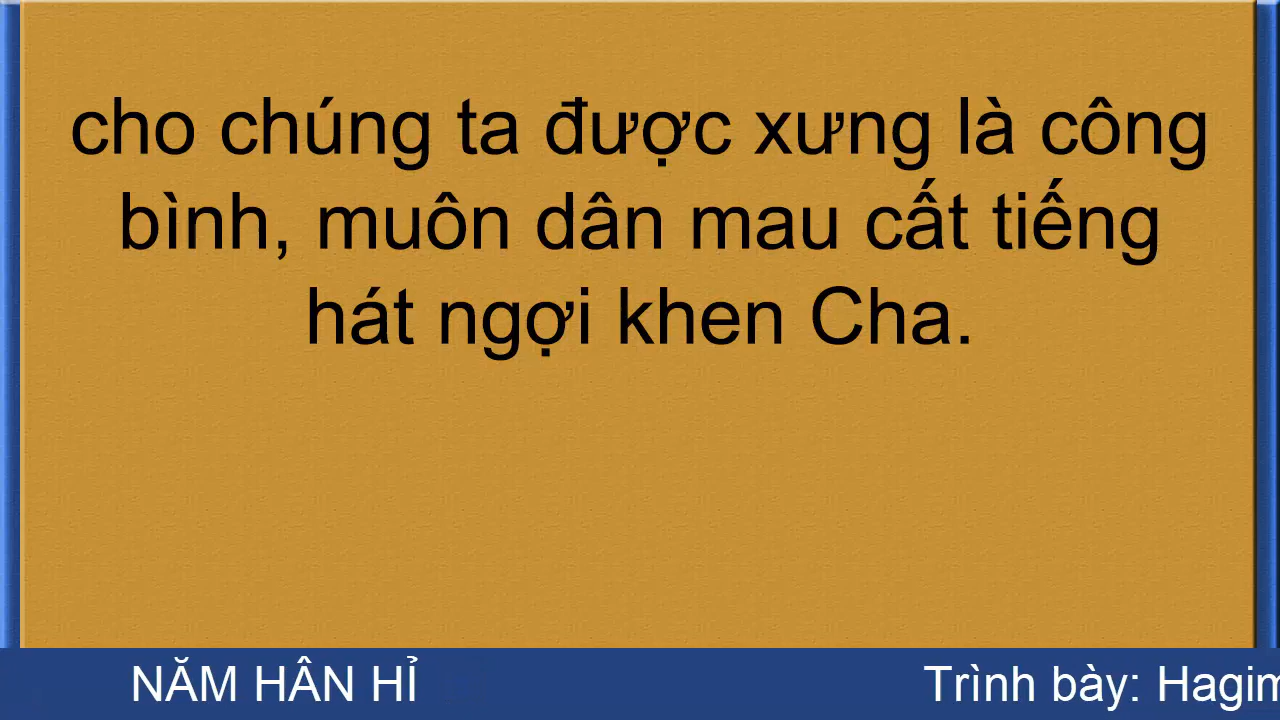 cho chúng ta được xưng là công
bình, muôn dân mau cất tiếng
hát ngợi khen Cha.
NĂM HÂN HỈ
Trình bày: